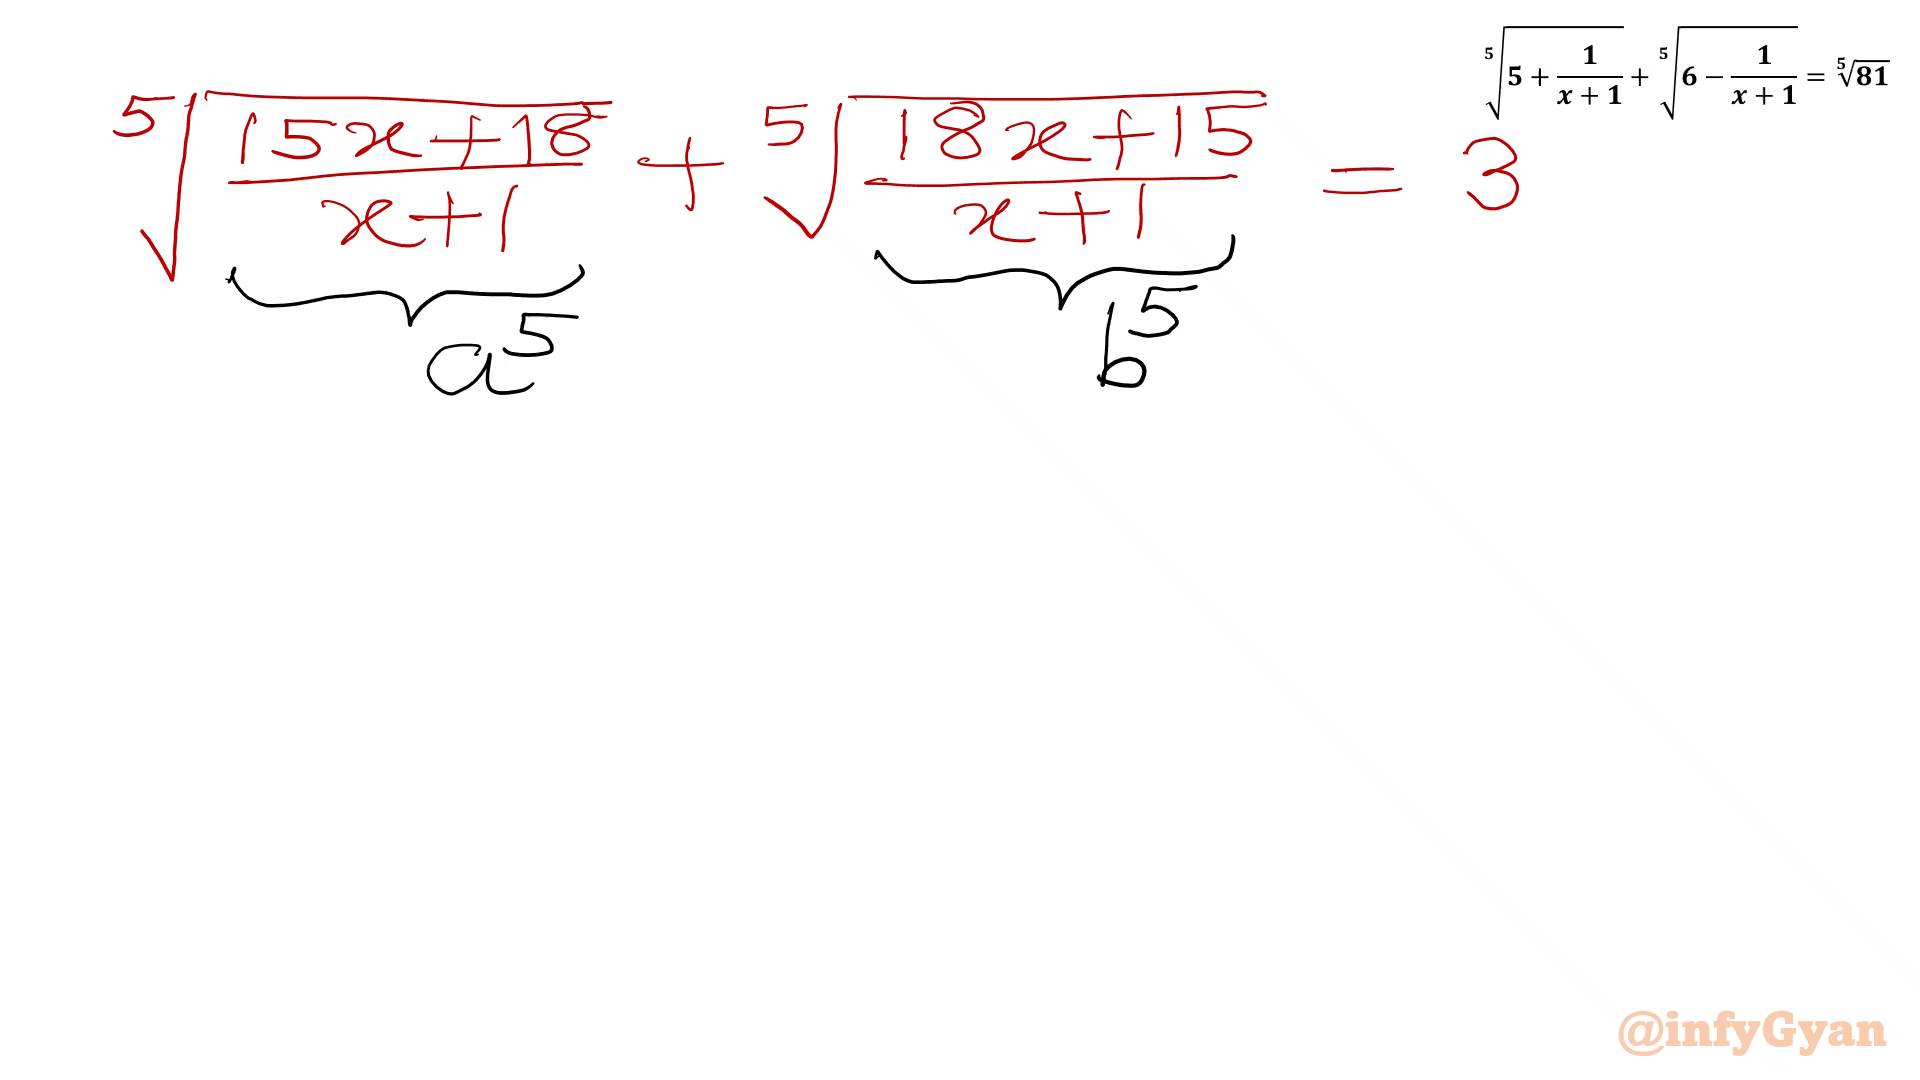 ⁵√(5 + 1/(x + 1)) + ⁵√(6 − 1/(x + 1)) = ⁵√81
⁵√((15x+18)/(x+1)) + ⁵√((18x+15)/(x+1)) = 3
a⁵ b⁵
@infyGyan